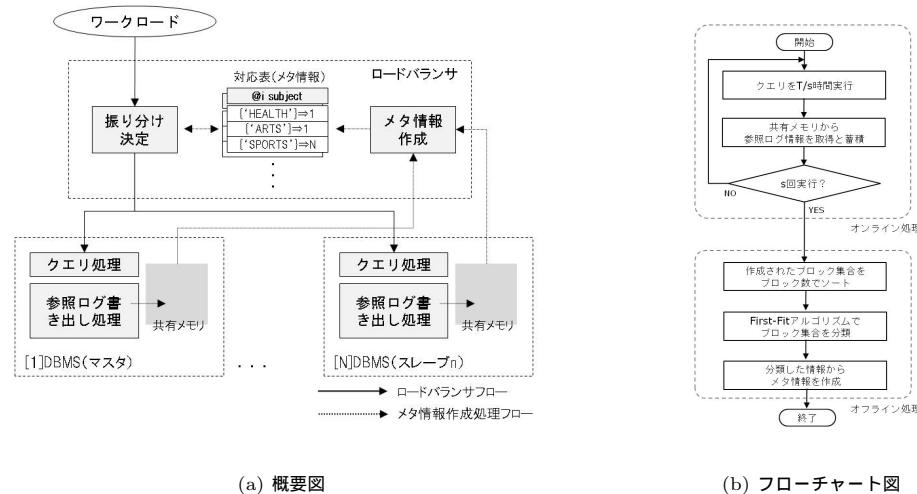 ワークロード
ロードバランサ
対応表(メタ情報)
@i subject
{'HEALTH'}⇒1
{'ARTS'}⇒1
{'SPORTS'}⇒N
振り分け
決定
メタ情報
作成
クエリ処理
参照ログ書
き出し処理
共有メモリ
[1]DBMS(マスタ)
. . .
クエリ処理
参照ログ書
き出し処理
共有メモリ
[N]DBMS(スレーブn)
ロードバランサフロー
メタ情報作成処理フロー
(a) 概要図
開始
クエリをT/s時間実行
共有メモリから
参照ログ情報を取得と蓄積
s回実行?
NO
YES
オンライン処理
作成されたブロック集合を
ブロック数でソート
First-Fitアルゴリズムで
ブロック集合を分類
分類した情報から
メタ情報を作成
オフライン処理
終了
(b) フローチャート図